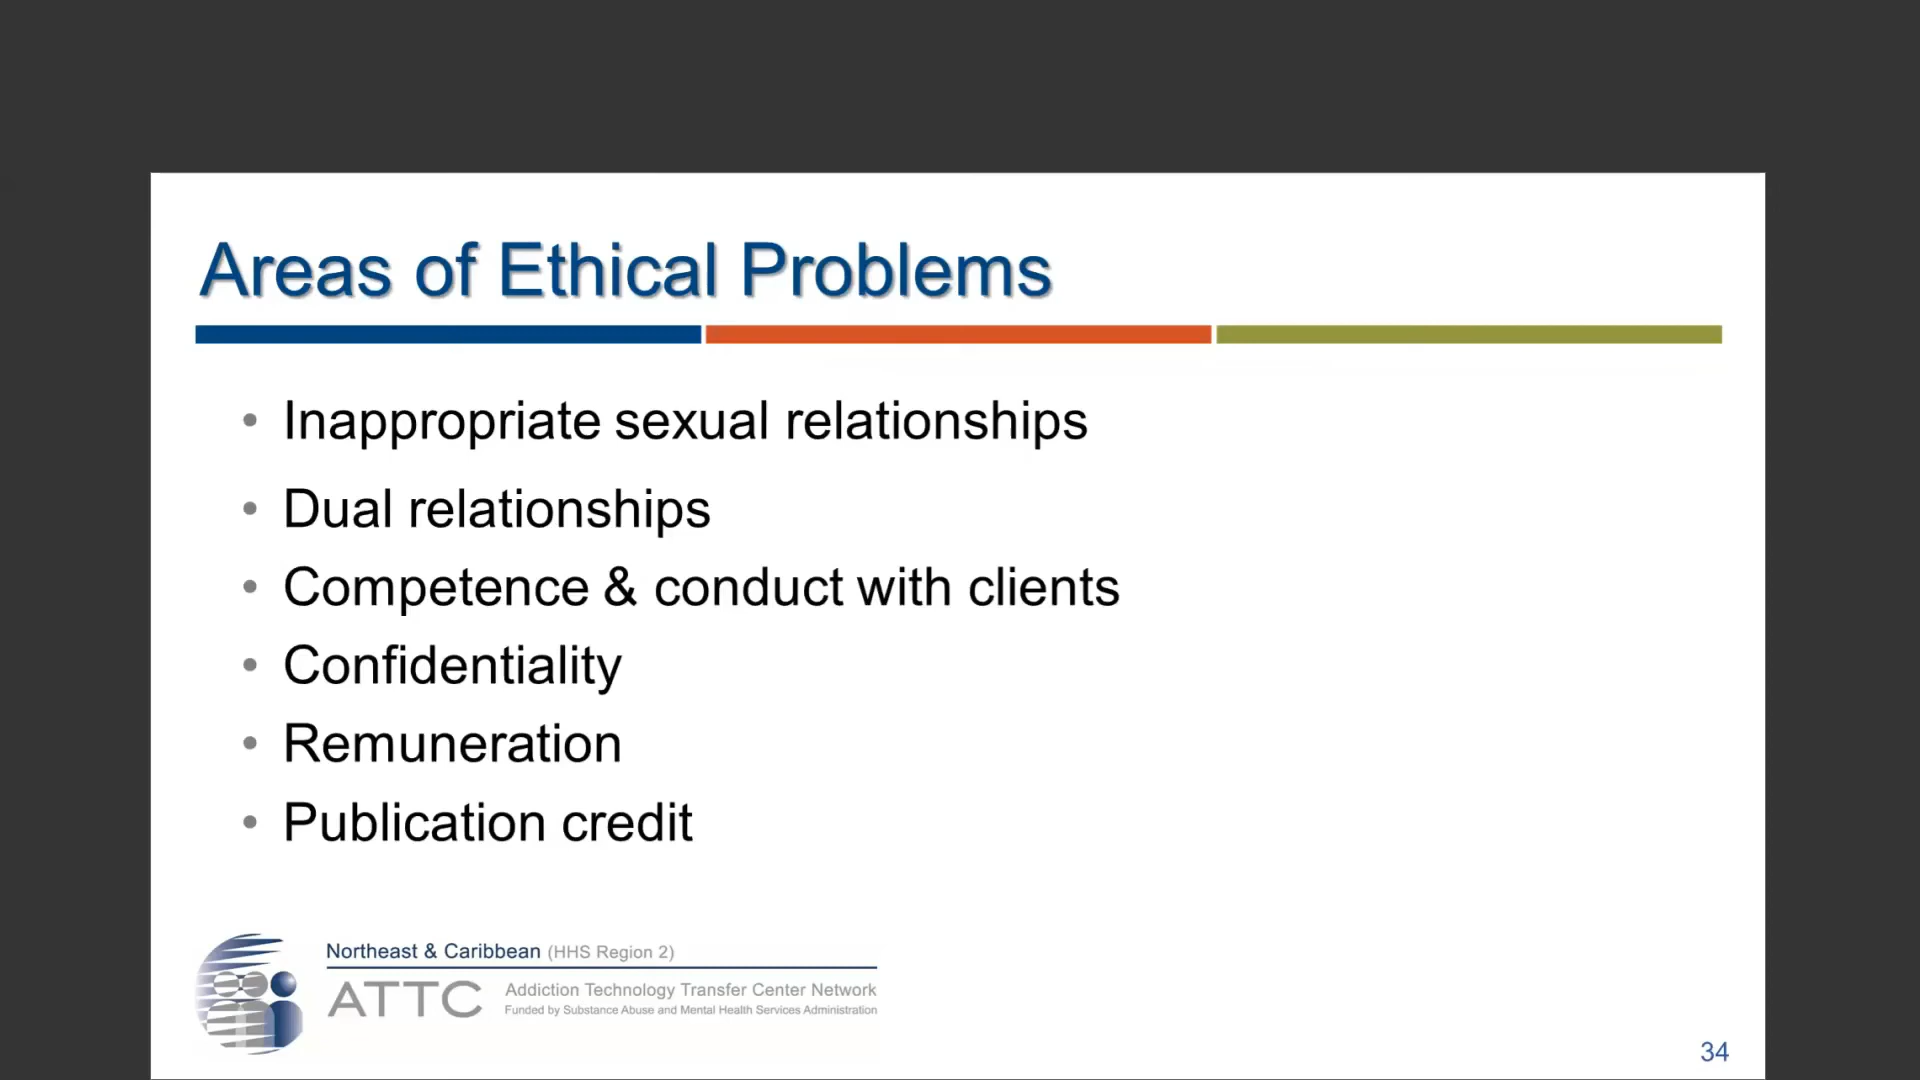 Areas of Ethical Problems
• Inappropriate sexual relationships
• Dual relationships
• Competence & conduct with clients
• Confidentiality
• Remuneration
• Publication credit
Northeast & Caribbean (HHS Region 2)
ATTC
Addiction Technology Transfer Center Network
Funded by Substance Abuse and Mental Health Services Administration
34